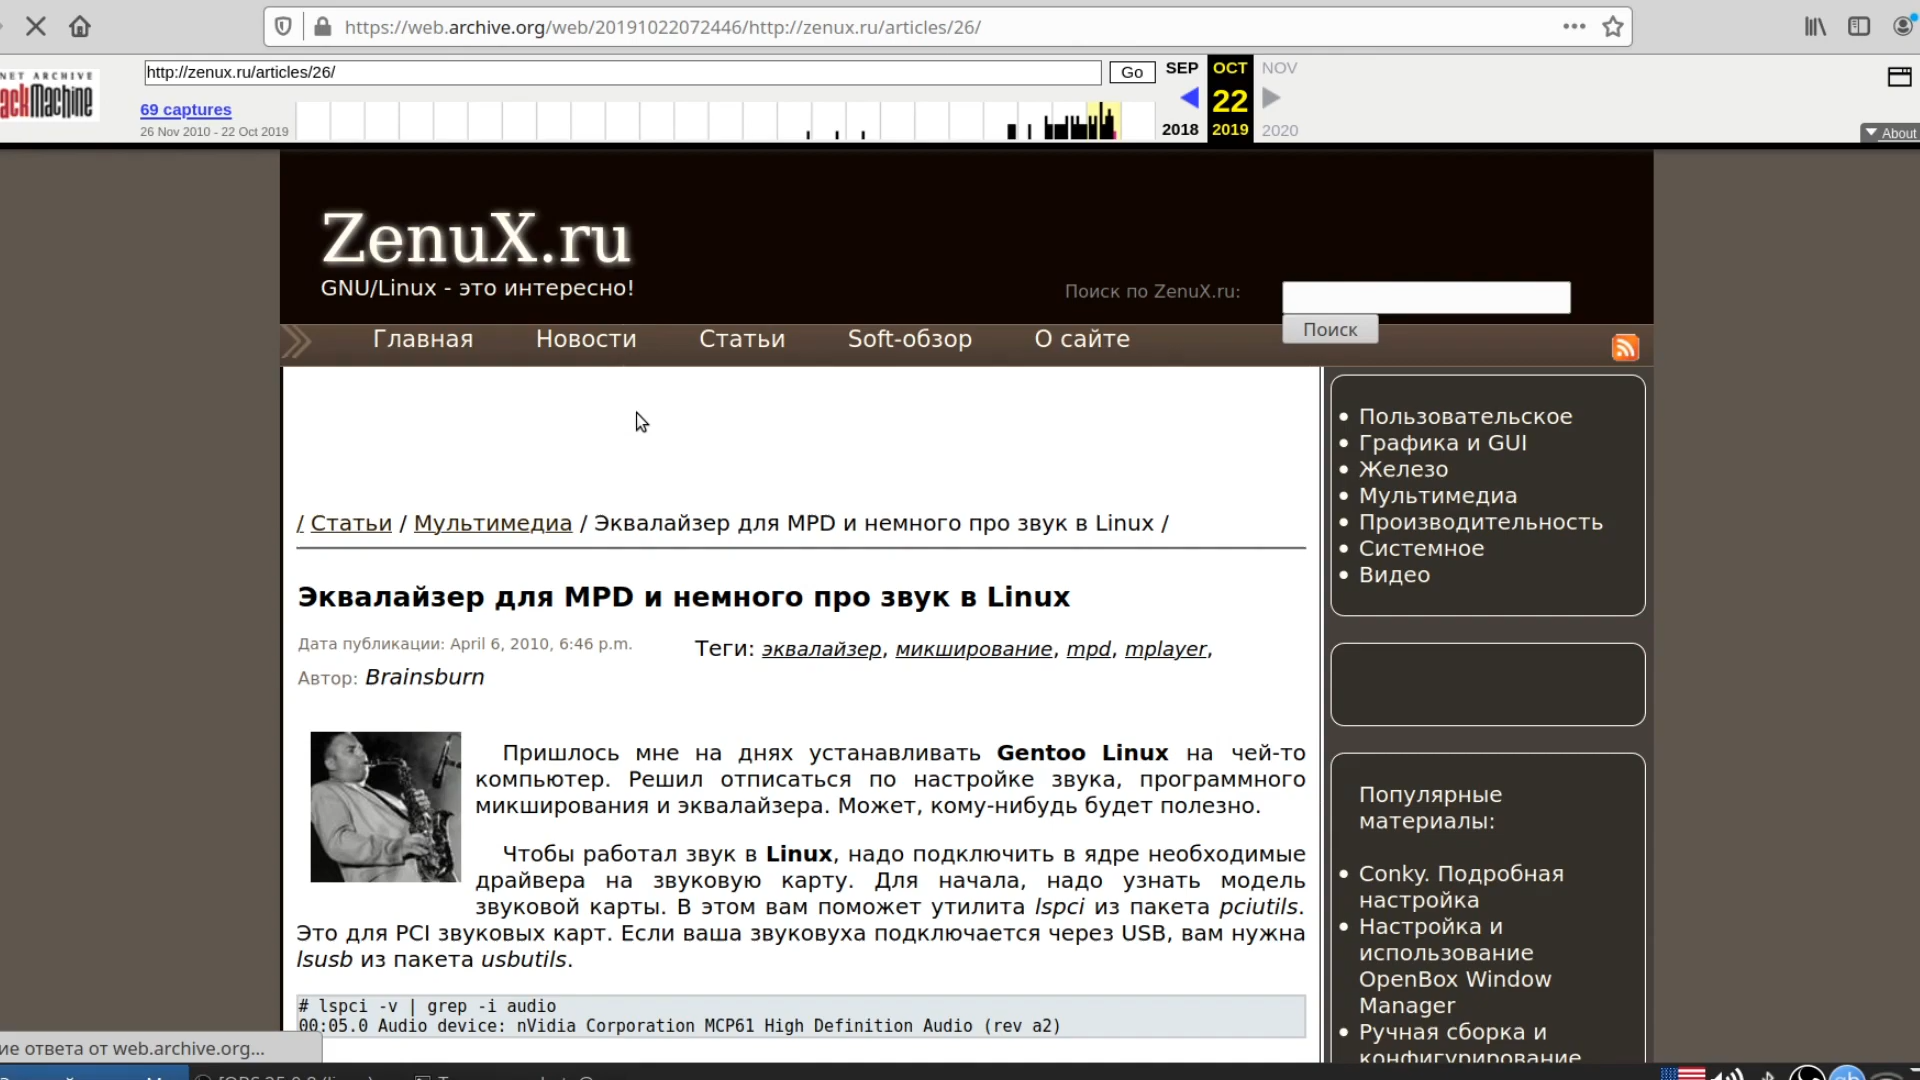 https://web.archive.org/web/20191022072446/http://zenux.ru/articles/26/
http://zenux.ru/articles/26/
Go
SEP
OCT
NOV
69 captures
22
26 Nov 2010 - 22 Oct 2019
2018
2019
2020
About
ZenuX.ru
GNU/Linux - это интересно!
Поиск по ZenuX.ru:
Поиск
Главная
Новости
Статьи
Soft-обзор
О сайте
/ Статьи / Мультимедиа / Эквалайзер для MPD и немного про звук в Linux /
Эквалайзер для MPD и немного про звук в Linux
Дата публикации: April 6, 2010, 6:46 p.m.
Теги: эквалайзер, микширование, mpd, mplayer,
Автор: Brainsburn
Пришлось мне на днях устанавливать Gentoo Linux на чей-то
компьютер. Решил отписаться по настройке звука, программного
микширования и эквалайзера. Может, кому-нибудь будет полезно.
Чтобы работал звук в Linux, надо подключить в ядре необходимые
драйвера на звуковую карту. Для начала, надо узнать модель
звуковой карты. В этом вам поможет утилита lspci из пакета pciutils.
Это для PCI звуковых карт. Если ваша звуковуха подключается через USB, вам нужна
lsusb из пакета usbutils.
# lspci -v | grep -i audio
00:05.0 Audio device: nVidia Corporation MCP61 High Definition Audio (rev a2)
Пользовательское
Графика и GUI
Железо
Мультимедиа
Производительность
Системное
Видео
Популярные
материалы:
Conky. Подробная
настройка
Настройка и
использование
OpenBox Window
Manager
Ручная сборка и
конфигурирование
ие ответа от web.archive.org...